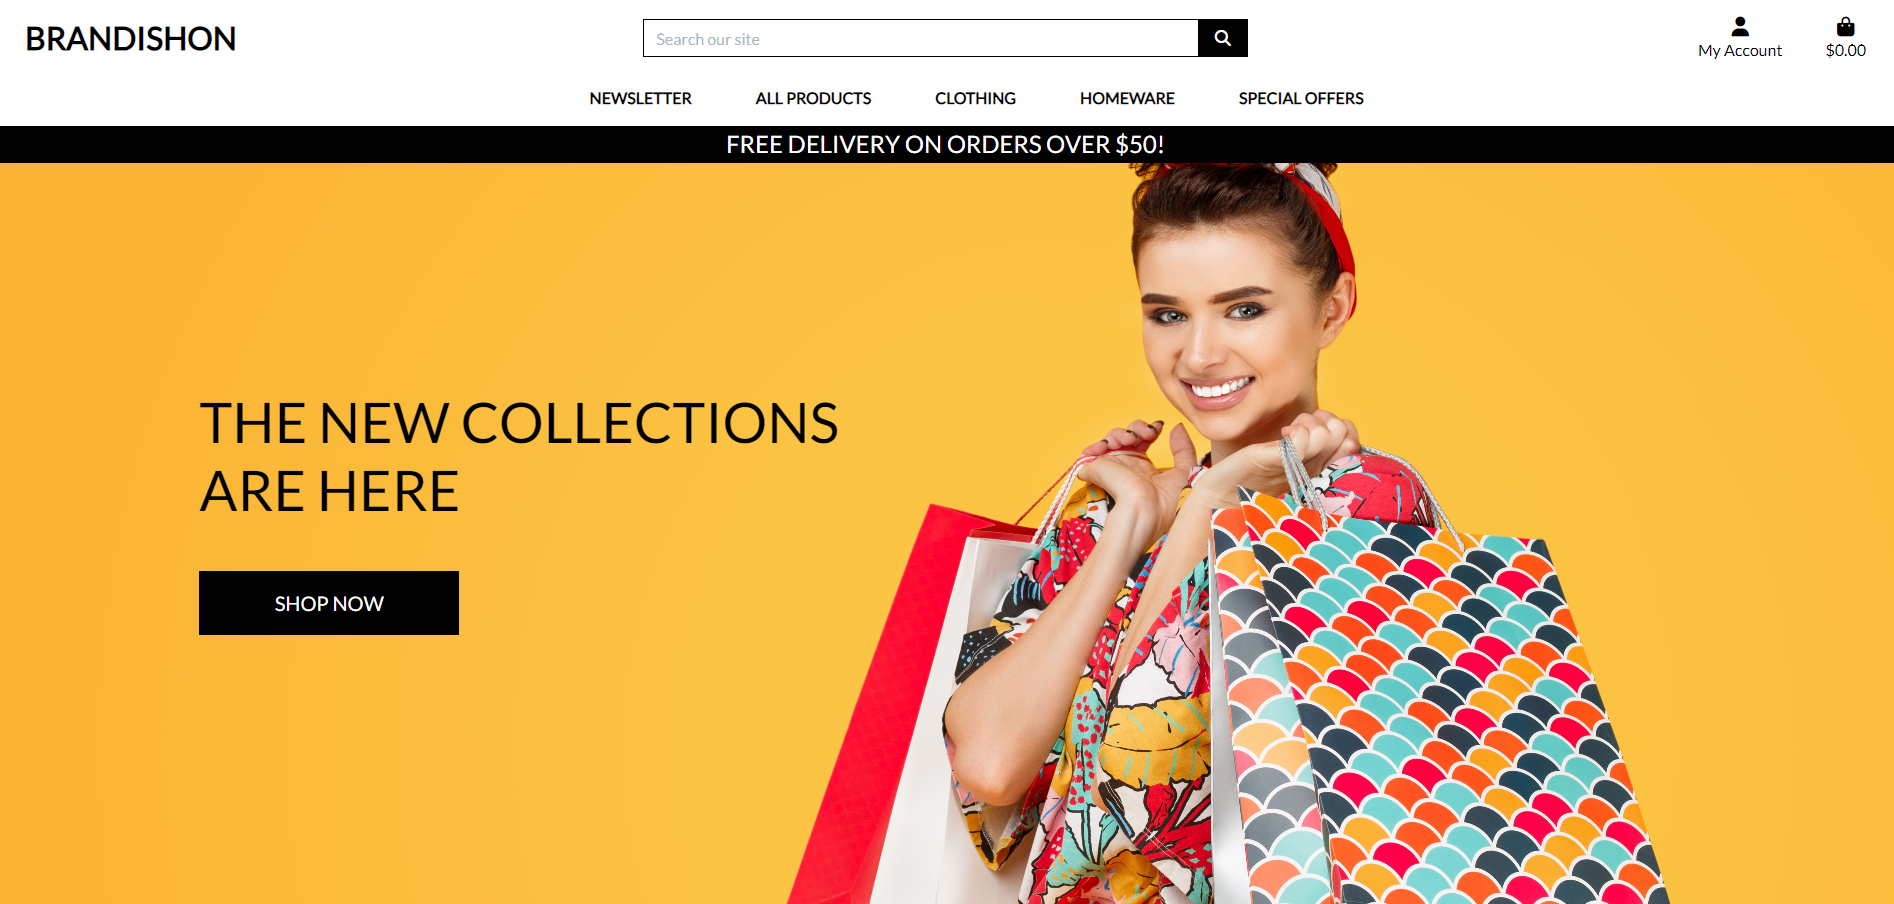 BRANDISHON
Search our site
My Account
$0.00
NEWSLETTER
ALL PRODUCTS
CLOTHING
HOMEWARE
SPECIAL OFFERS
FREE DELIVERY ON ORDERS OVER $50!
THE NEW COLLECTIONS
ARE HERE
SHOP NOW